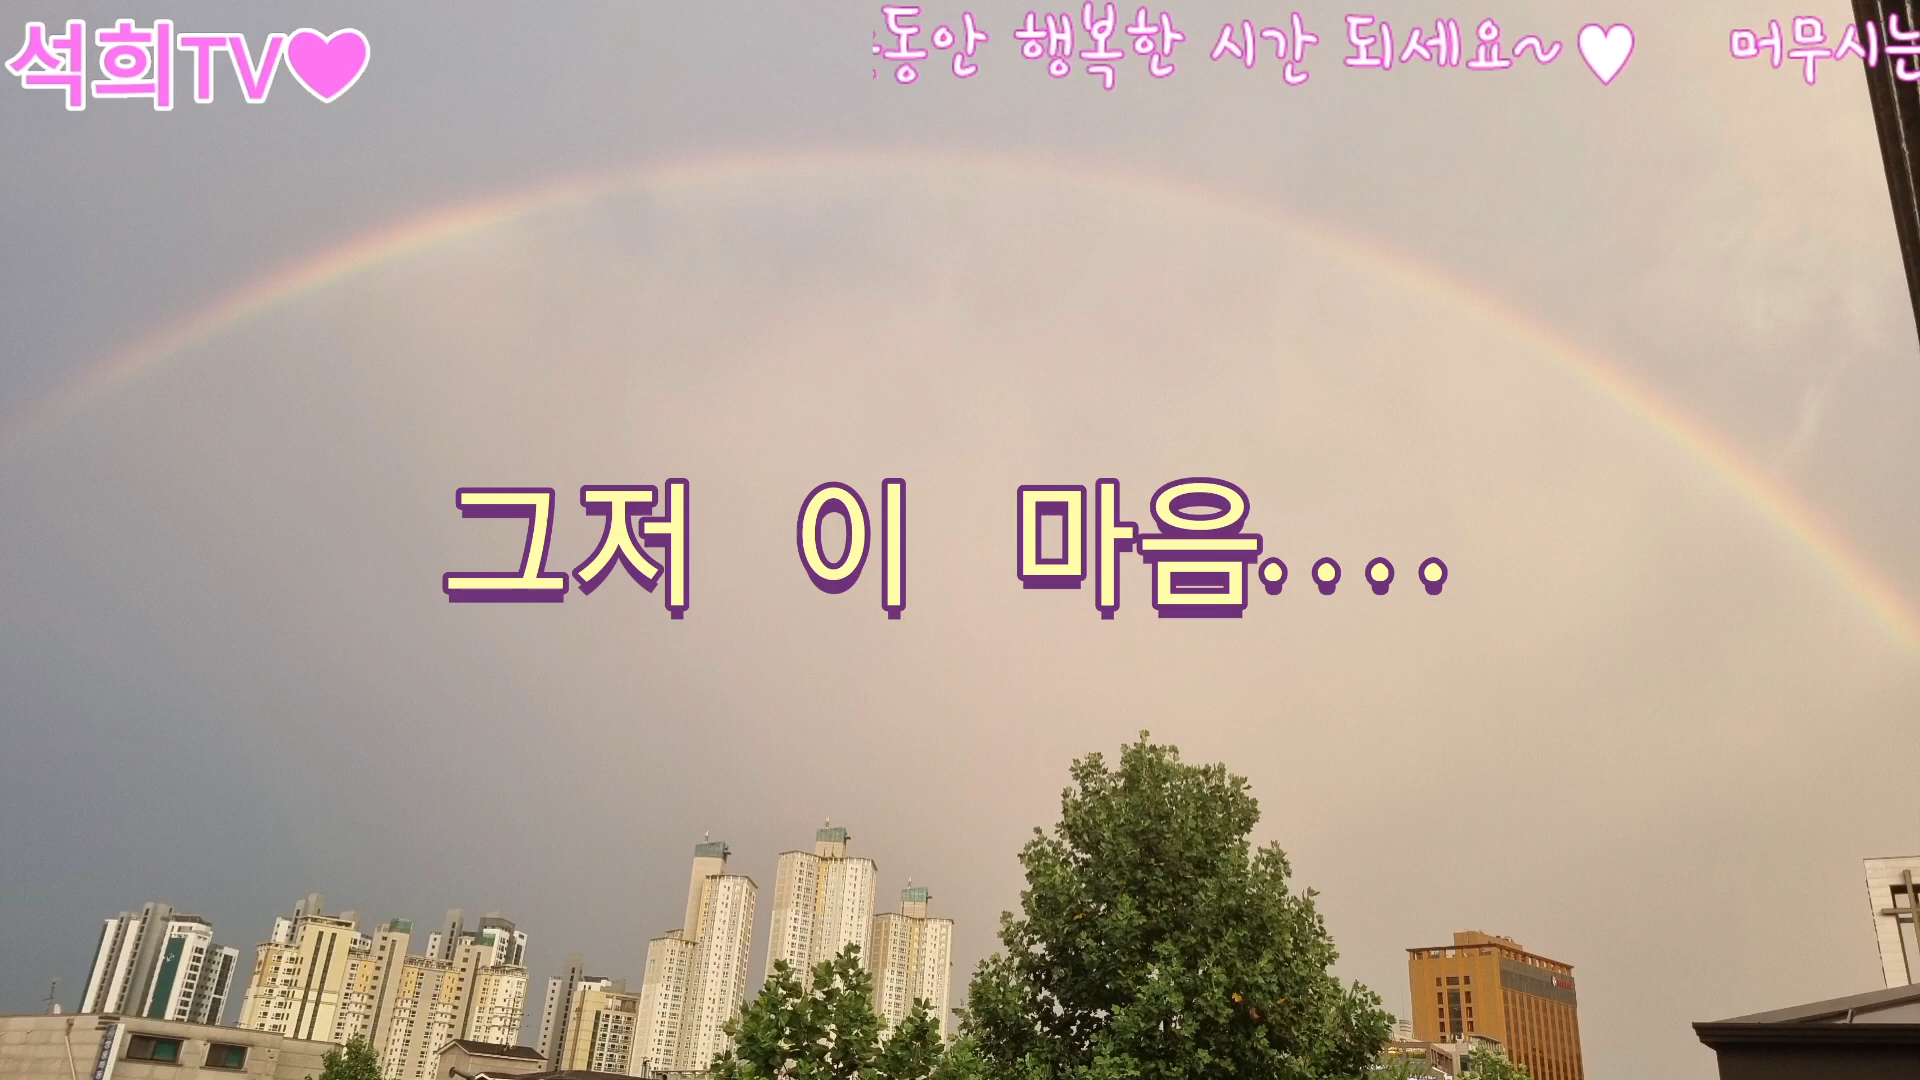 석희TV♥
동안 행복한 시간 되세요~♥ 머무시는
그저 이 마음....